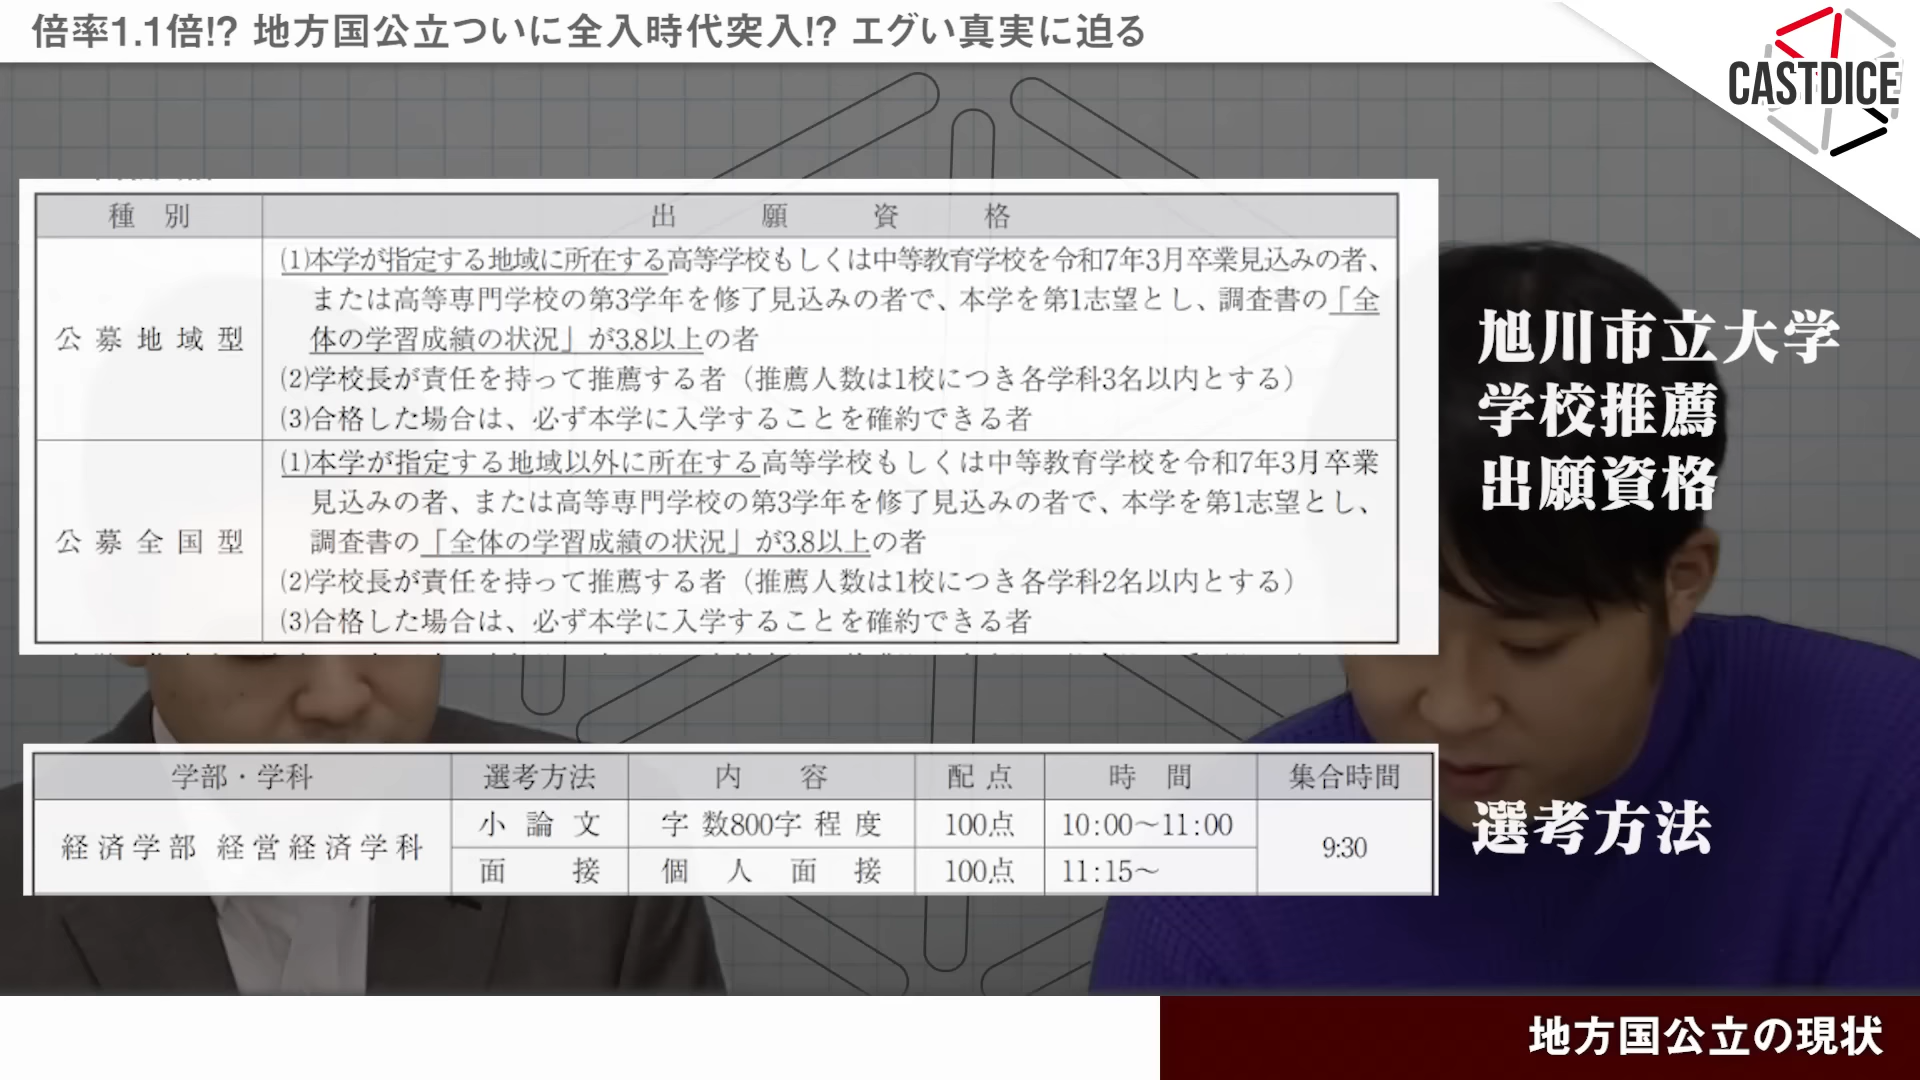 倍率1.1倍!? 地方国公立ついに全入時代突入!? エグい真実に迫る
CASTDICE
種 別
出 願 資 格
公募地域型
(1)本学が指定する地域に所在する高等学校もしくは中等教育学校を令和7年3月卒業見込みの者、
または高等専門学校の第3学年を修了見込みの者で、本学を第1志望とし、調査書の「全
体の学習成績の状況」が3.8以上の者
(2)学校長が責任を持って推薦する者（推薦人数は1校につき各学科3名以内とする）
(3)合格した場合は、必ず本学に入学することを確約できる者
公募全国型
(1)本学が指定する地域以外に所在する高等学校もしくは中等教育学校を令和7年3月卒業
見込みの者、または高等専門学校の第3学年を修了見込みの者で、本学を第1志望とし、
調査書の「全体の学習成績の状況」が3.8以上の者
(2)学校長が責任を持って推薦する者（推薦人数は1校につき各学科2名以内とする）
(3)合格した場合は、必ず本学に入学することを確約できる者
旭川市立大学
学校推薦
出願資格
学部・学科 選考方法 内 容 配点 時 間 集合時間
経済学部 経営経済学科 小論文 字数800字程度 100点 10:00～11:00 9:30
面 接 個人面接 100点 11:15～
選考方法
地方国公立の現状